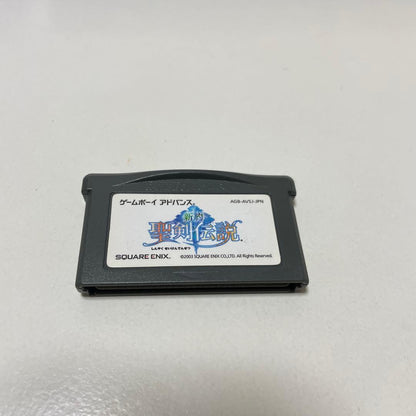 ゲームボーイ アドバンス
AGB-AVSJ-JPN
新約
聖剣伝説
しんやくせいけんでんせつ
SQUARE ENIX.
©2003 SQUARE ENIX CO.,LTD. All Rights Reserved.